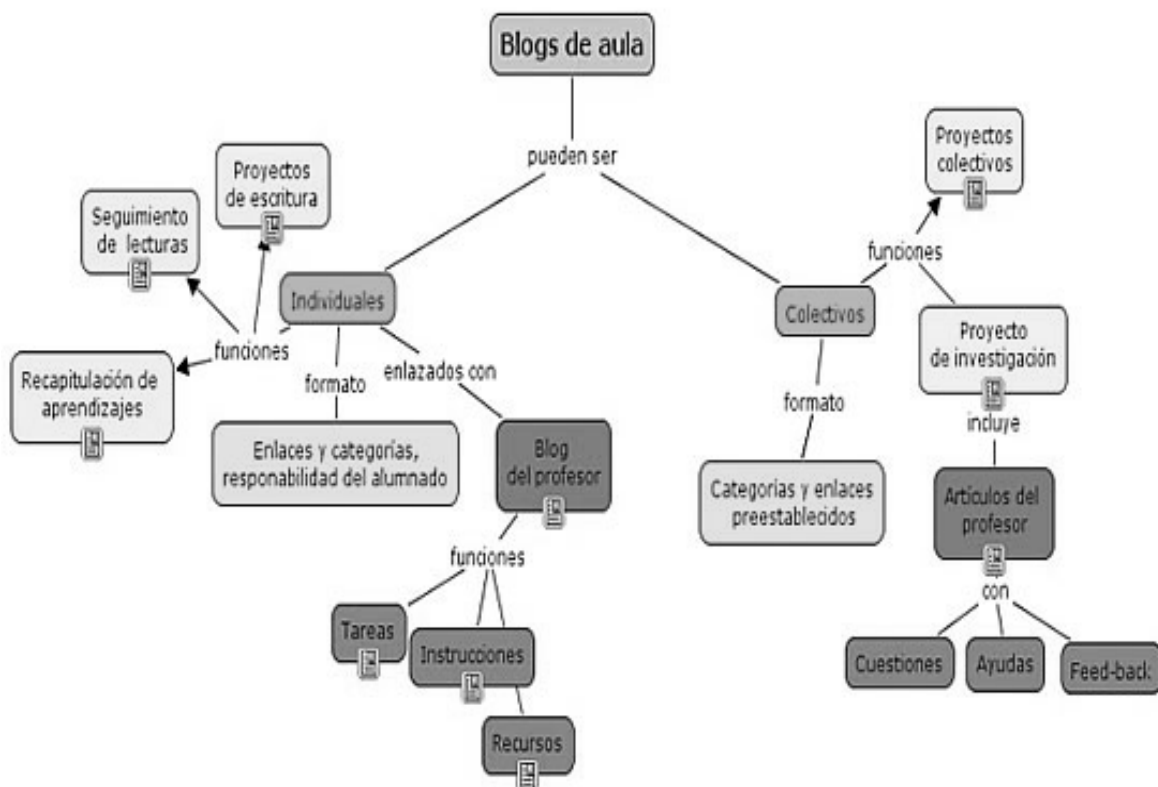 Blogs de aula
pueden ser
Proyectos
de escritura
Seguimiento
de lecturas
Recapitulación de
aprendizajes
funciones
Individuales
formato
enlazados con
Enlaces y categorías,
responsabilidad del alumnado
Blog
del profesor
funciones
Tareas
Instrucciones
Recursos
Colectivos
funciones
Proyectos
colectivos
Proyecto
de investigación
formato
Categorías y enlaces
preestablecidos
incluye
Artículos del
profesor
con
Cuestiones
Ayudas
Feed-back